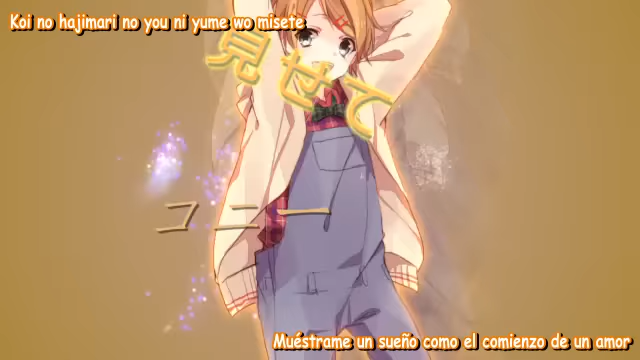 Koi no hajimari no you ni yume wo misete
見せて
コニー
Muéstrame un sueño como el comienzo de un amor